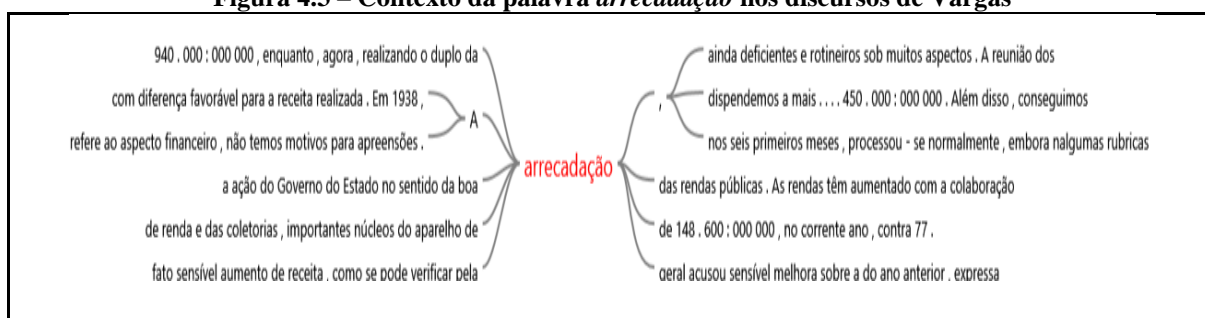 Figura 4.5 – Contexto da palavra arrecadação nos discursos de Vargas
940 . 000 : 000 000 , enquanto , agora , realizando o duplo da
com diferença favorável para a receita realizada . Em 1938 ,
refere ao aspecto financeiro , não temos motivos para apreensões .
A
a ação do Governo do Estado no sentido da boa
de renda e das coletorias , importantes núcleos do aparelho de
fato sensível aumento de receita , como se pode verificar pela
arrecadação
,
ainda deficientes e rotineiros sob muitos aspectos . A reunião dos
dispendemos a mais . . . . 450 . 000 : 000 000 . Além disso , conseguimos
nos seis primeiros meses , processou - se normalmente , embora nalgumas rubricas
das rendas públicas . As rendas têm aumentado com a colaboração
de 148 . 600 : 000 000 , no corrente ano , contra 77 .
geral acusou sensível melhora sobre a do ano anterior , expressa